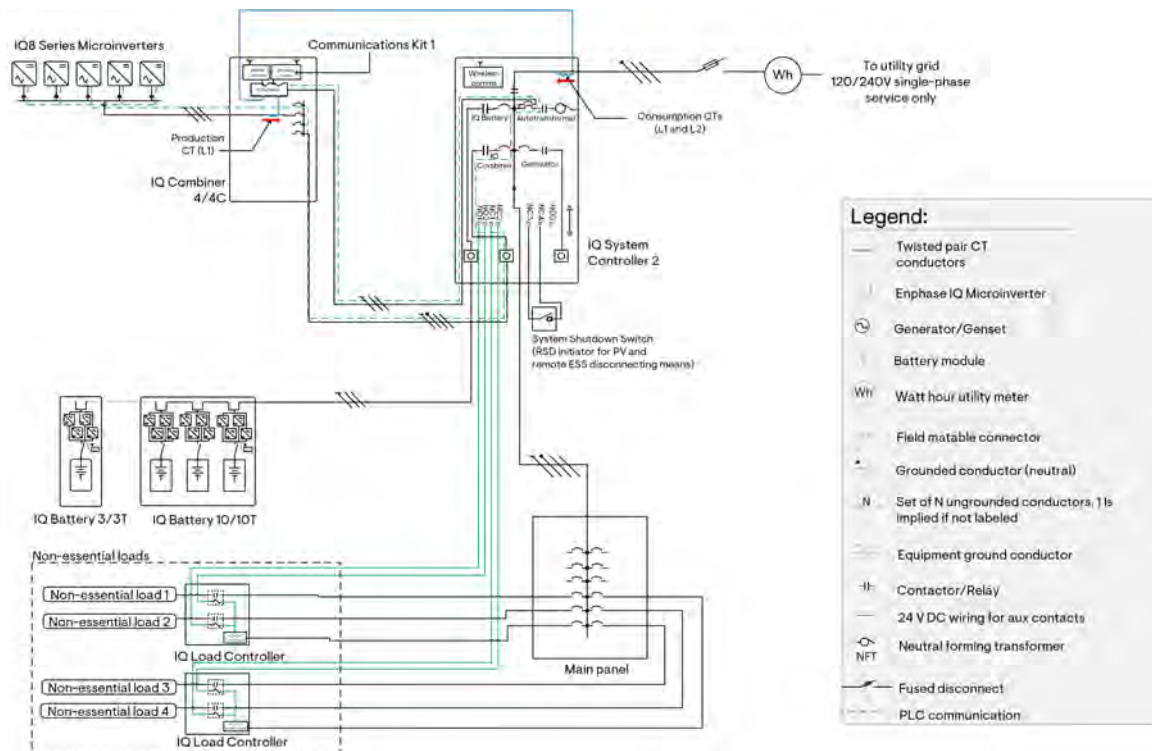 IQ8 Series Microinverters
Communications Kit 1
Wireless
comms
To utility grid
120/240V single-phase
service only
Wh
Consumption CTs
(L1 and L2)
IQ Battery
Autotransformer
Production
CT (L1)
IQ
Combiner
Generator
IQ Combiner
4/4C
IQ System
Controller 2
System Shutdown Switch
(RSD initiator for PV and
remote ESS disconnecting means)
IQ Battery 3/3T
IQ Battery 10/10T
Non-essential loads
Non-essential load 1
Non-essential load 2
IQ Load Controller
Non-essential load 3
Non-essential load 4
IQ Load Controller
Main panel
Legend:
Twisted pair CT
conductors
Enphase IQ Microinverter
Generator/Genset
Battery module
Wh Watt hour utility meter
Field matable connector
Grounded conductor (neutral)
N Set of N ungrounded conductors, 1 Is
implied if not labeled
Equipment ground conductor
Contactor/Relay
24 V DC wiring for aux contacts
NFT Neutral forming transformer
Fused disconnect
PLC communication